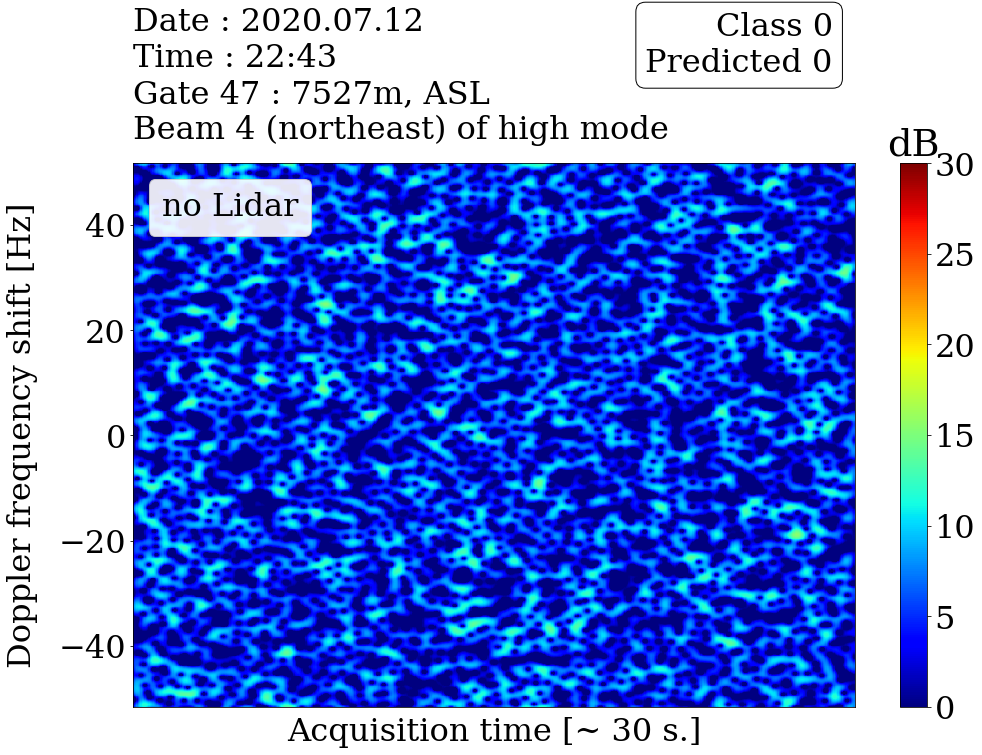 Date : 2020.07.12
Time : 22:43
Gate 47 : 7527m, ASL
Beam 4 (northeast) of high mode
Class 0
Predicted 0
dB
no Lidar
Doppler frequency shift [Hz]
40
20
0
−20
−40
30
25
20
15
10
5
0
Acquisition time [~ 30 s.]